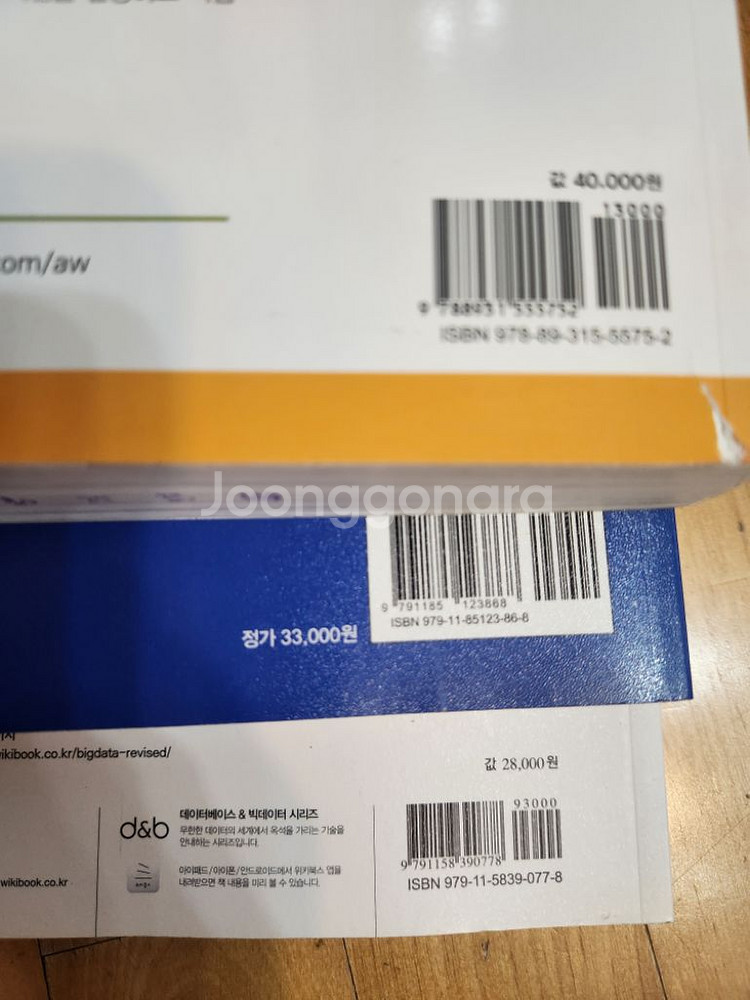 값 40,000원
13000
com/aw
9 788931 555752
ISBN 978-89-315-5575-2
Joonggonara
9 791185 123868
ISBN 979-11-85123-86-8
정가 33,000원
wikibook.co.kr/bigdata-revised/
값 28,000원
93000
d&b
데이터베이스 & 빅데이터 시리즈
무한한 데이터의 세계에서 옥석을 가리는 기술을
안내하는 시리즈입니다.
9 791158 390778
아이패드/아이폰/안드로이드에서 위키북스 앱을
내려받으면 책 내용을 미리 볼 수 있습니다.
wikibook.co.kr
ISBN 979-11-5839-077-8